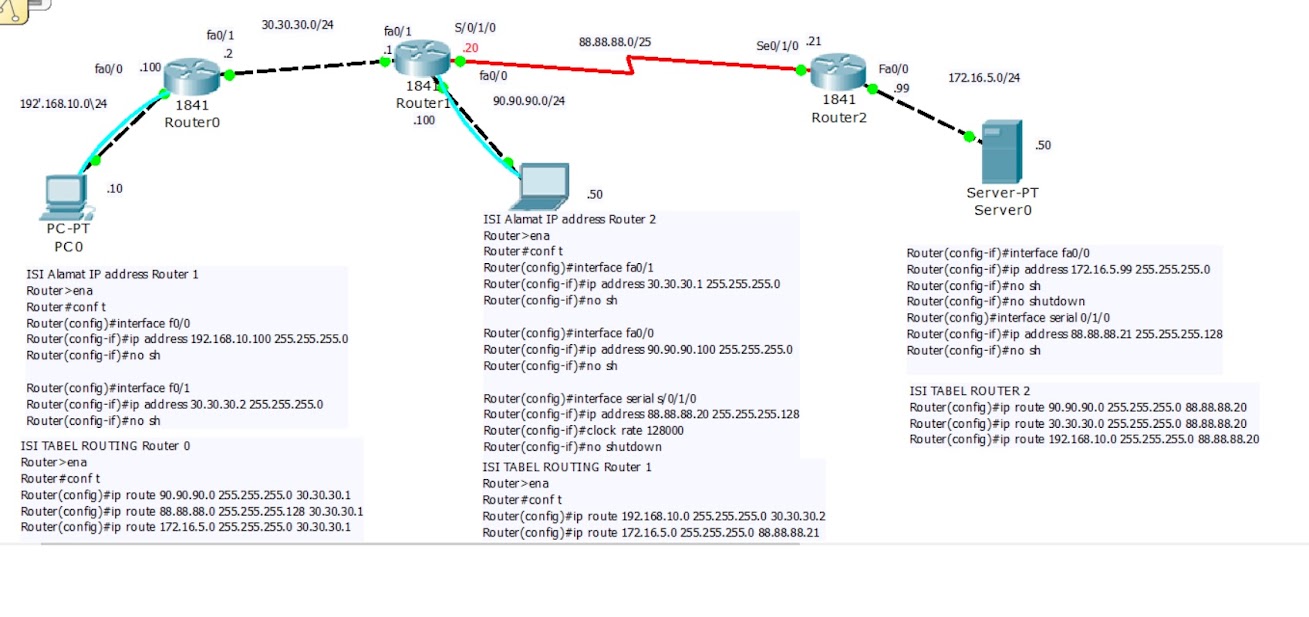 30.30.30.0/24
fa0/1
.2
fa0/0
.100
192'.168.10.0\24
1841
Router0
.10
PC-PT
PC0
fa0/1
.1
S/0/1/0
.20
1841
Router1
.100
fa0/0
90.90.90.0/24
.50
88.88.88.0/25
Se0/1/0
.21
1841
Router2
Fa0/0
.99
172.16.5.0/24
.50
Server-PT
Server0
ISI Alamat IP address Router 1
Router>ena
Router#conf t
Router(config)#interface f0/0
Router(config-if)#ip address 192.168.10.100 255.255.255.0
Router(config-if)#no sh
Router(config)#interface f0/1
Router(config-if)#ip address 30.30.30.2 255.255.255.0
Router(config-if)#no sh
ISI TABEL ROUTING Router 0
Router>ena
Router#conf t
Router(config)#ip route 90.90.90.0 255.255.255.0 30.30.30.1
Router(config)#ip route 88.88.88.0 255.255.255.128 30.30.30.1
Router(config)#ip route 172.16.5.0 255.255.255.0 30.30.30.1
ISI Alamat IP address Router 2
Router>ena
Router#conf t
Router(config)#interface fa0/1
Router(config-if)#ip address 30.30.30.1 255.255.255.0
Router(config-if)#no sh
Router(config)#interface fa0/0
Router(config-if)#ip address 90.90.90.100 255.255.255.0
Router(config-if)#no sh
Router(config)#interface serial s/0/1/0
Router(config-if)#ip address 88.88.88.20 255.255.255.128
Router(config-if)#clock rate 128000
Router(config-if)#no shutdown
ISI TABEL ROUTING Router 1
Router>ena
Router#conf t
Router(config)#ip route 192.168.10.0 255.255.255.0 30.30.30.2
Router(config)#ip route 172.16.5.0 255.255.255.0 88.88.88.21
Router(config-if)#interface fa0/0
Router(config-if)#ip address 172.16.5.99 255.255.255.0
Router(config-if)#no sh
Router(config-if)#no shutdown
Router(config)#interface serial 0/1/0
Router(config-if)#ip address 88.88.88.21 255.255.255.128
Router(config-if)#no sh
ISI TABEL ROUTER 2
Router(config)#ip route 90.90.90.0 255.255.255.0 88.88.88.20
Router(config)#ip route 30.30.30.0 255.255.255.0 88.88.88.20
Router(config)#ip route 192.168.10.0 255.255.255.0 88.88.88.20